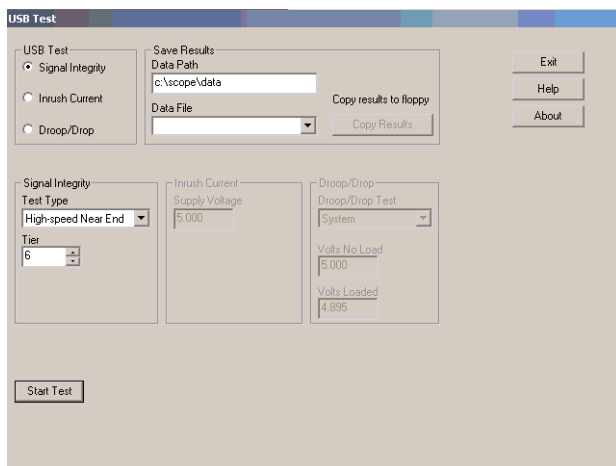 USB Test
USB Test
Signal Integrity
Inrush Current
Droop/Drop
Save Results
Data Path
c:\scope\data
Data File
Copy results to floppy
Copy Results
Exit
Help
About
Signal Integrity
Test Type
High-speed Near End
Tier
6
Inrush Current
Supply Voltage
5.000
Droop/Drop
Droop/Drop Test
System
Volts No Load
5.000
Volts Loaded
4.895
Start Test